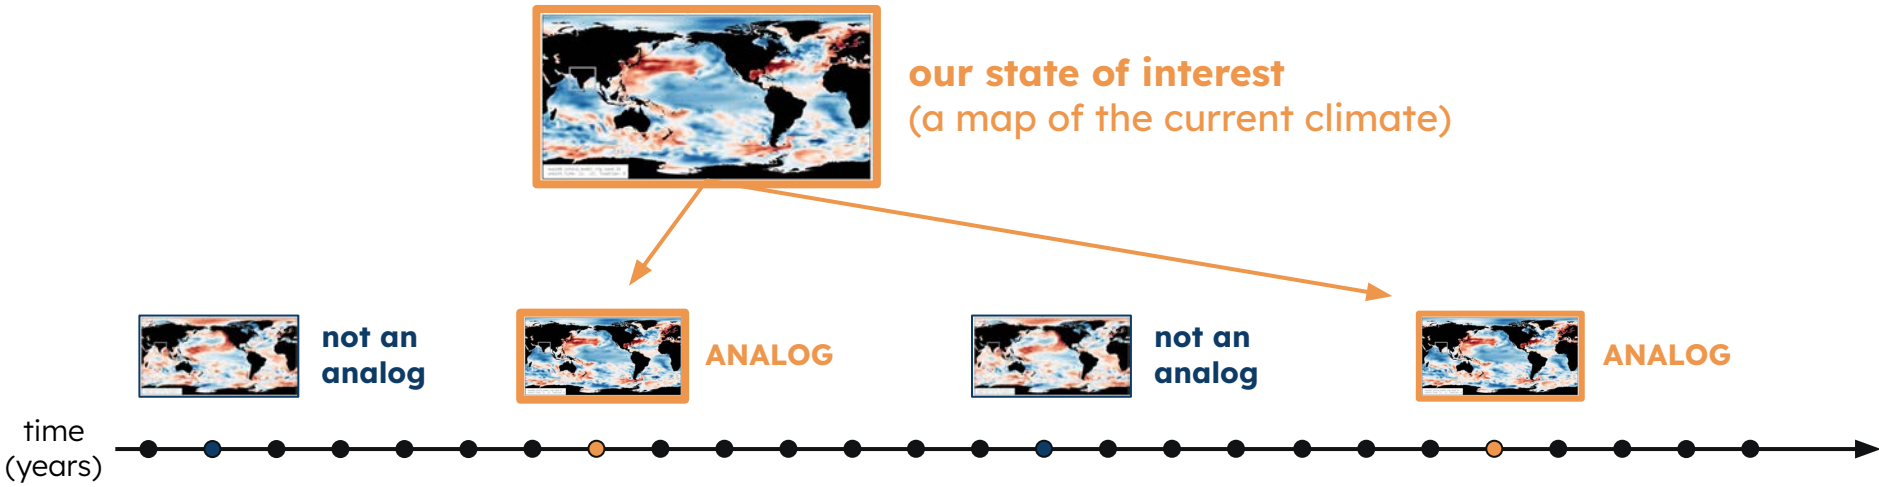 our state of interest
(a map of the current climate)
not an
analog
ANALOG
not an
analog
ANALOG
time
(years)